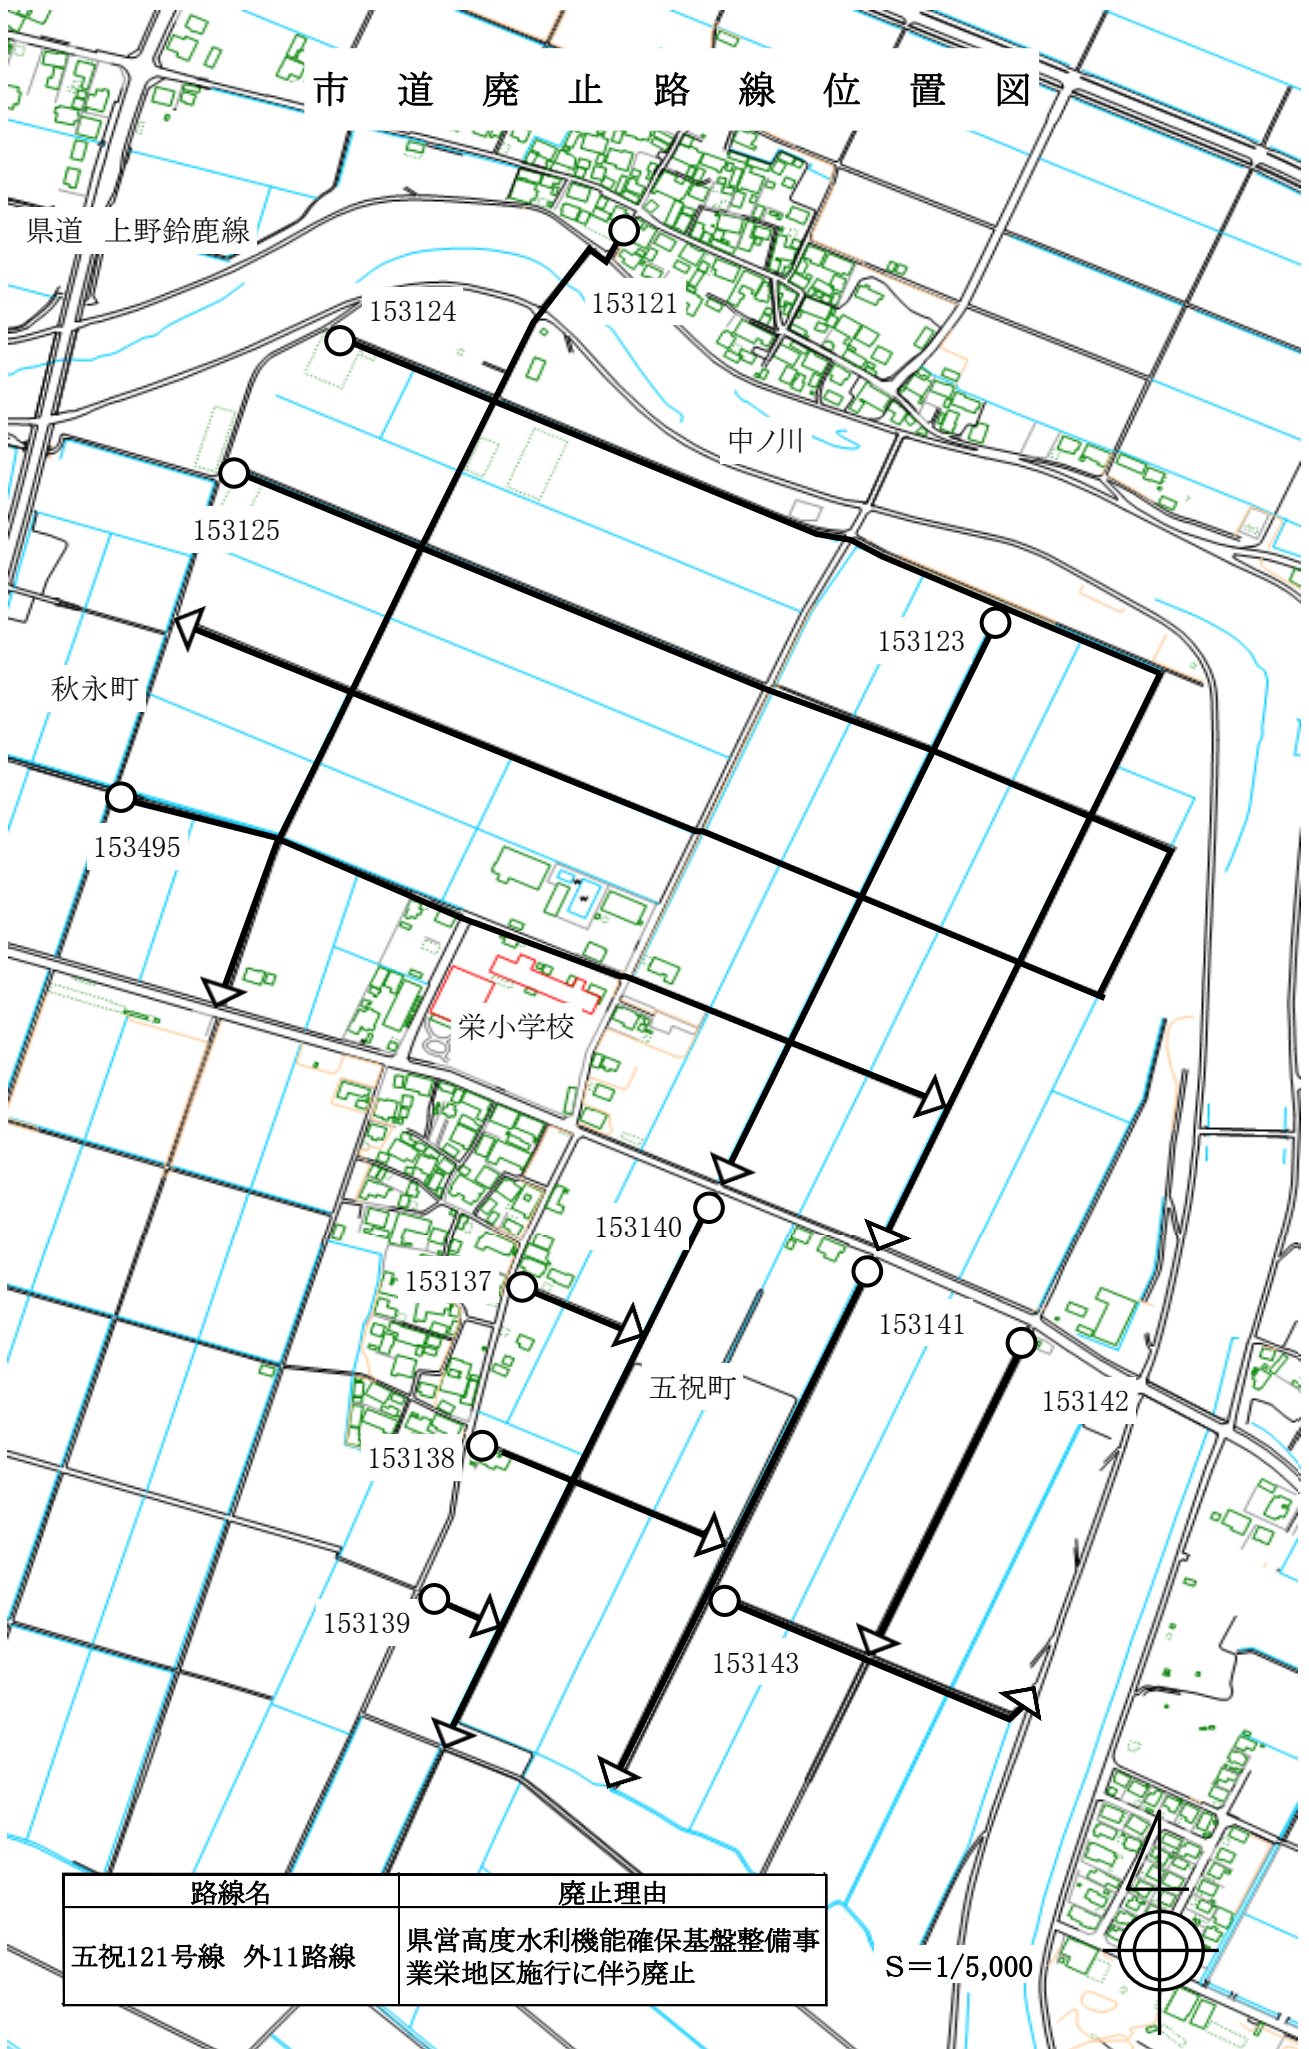 市道廃止路線位置図
県道 上野鈴鹿線
153121
153124
中ノ川
153125
153123
秋永町
153495
栄小学校
153140
153137
153141
五祝町
153142
153138
153139
153143
路線名 廃止理由
五祝121号線 外11路線
県営高度水利機能確保基盤整備事
業栄地区施行に伴う廃止
S＝1/5,000